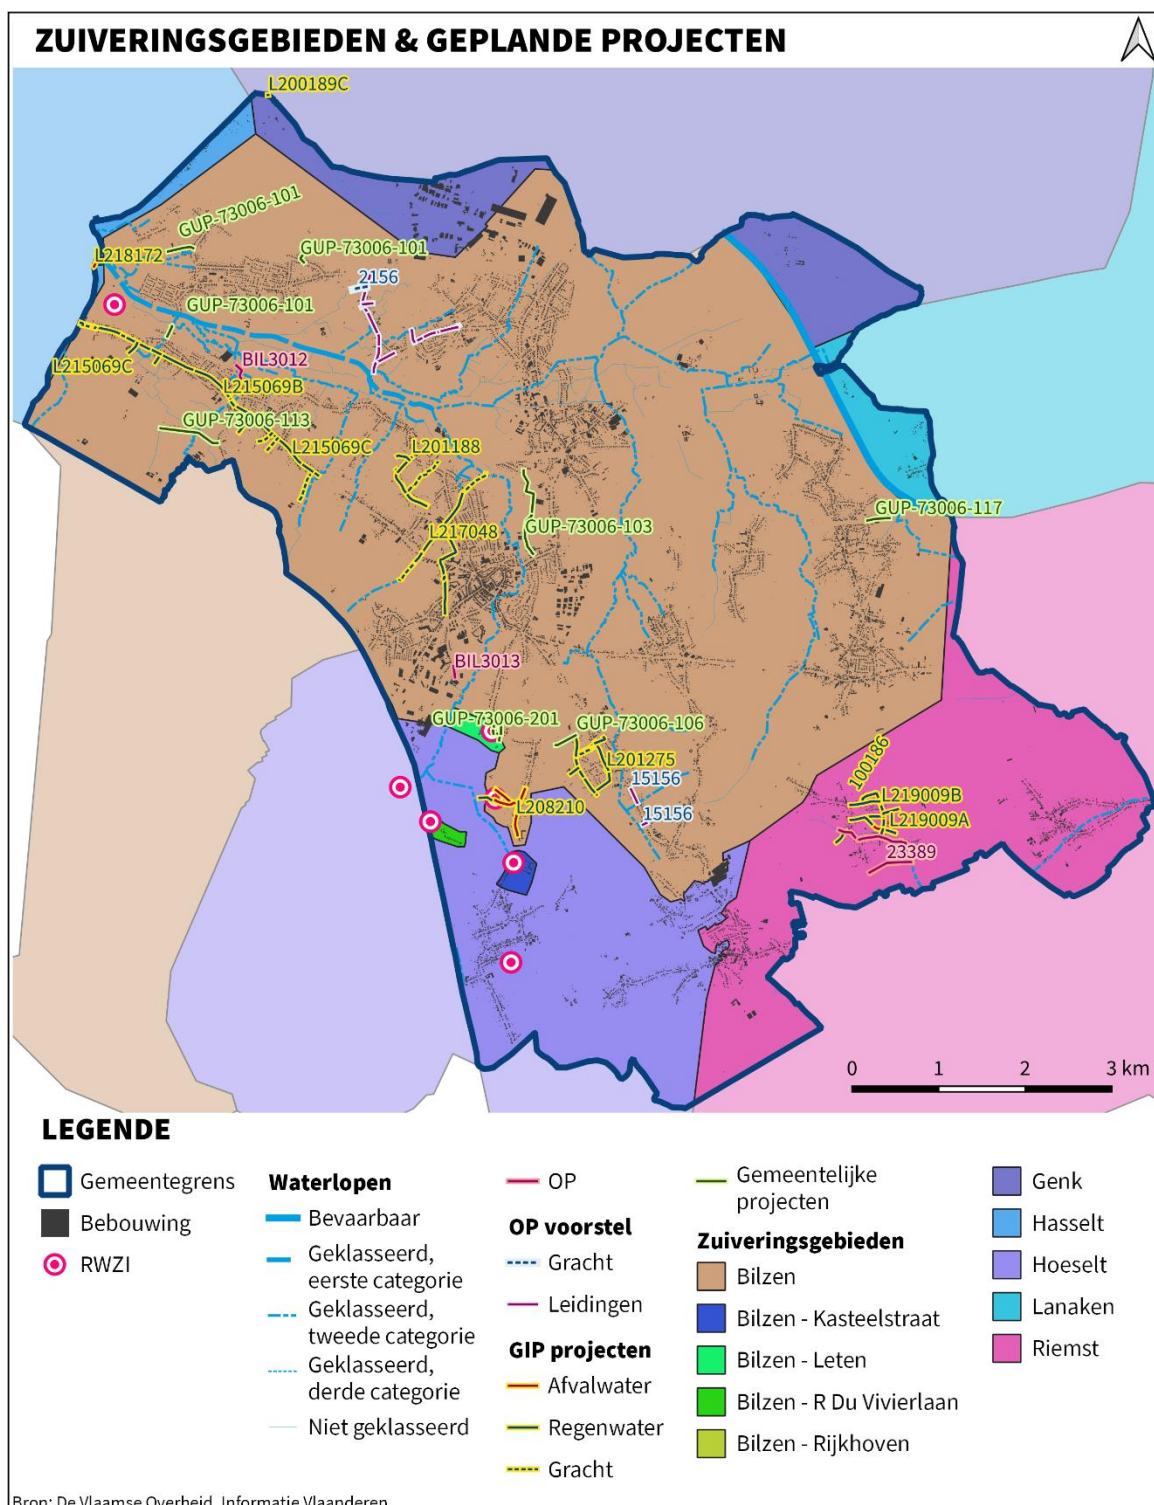 ZUIVERINGSGEBIEDEN & GEPLANDE PROJECTEN
L200189C
GUP-73006-101
L218172
GUP-73006-101
2156
GUP-73006-101
L215069C
BIL3012
L215069B
GUP-73006-113
L215069C
L201188
GUP-73006-117
L217048
GUP-73006-103
BIL3013
GUP-73006-201
GUP-73006-106
L201275
15156
100186
L208210
15156
L219009B
L219009A
23389
0 1 2 3 km
LEGENDE
Gemeentegrens
Bebouwing
RWZI
Waterlopen
Bevaarbaar
Geklasseerd,
eerste categorie
Geklasseerd,
tweede categorie
Geklasseerd,
derde categorie
Niet geklasseerd
OP
OP voorstel
Gracht
Leidingen
GIP projecten
Afvalwater
Regenwater
Gracht
Gemeentelijke
projecten
Zuiveringsgebieden
Bilzen
Bilzen - Kasteelstraat
Bilzen - Leten
Bilzen - R Du Vivierlaan
Bilzen - Rijkhoven
Genk
Hasselt
Hoeselt
Lanaken
Riemst
Bron: De Vlaamse Overheid, Informatie Vlaanderen